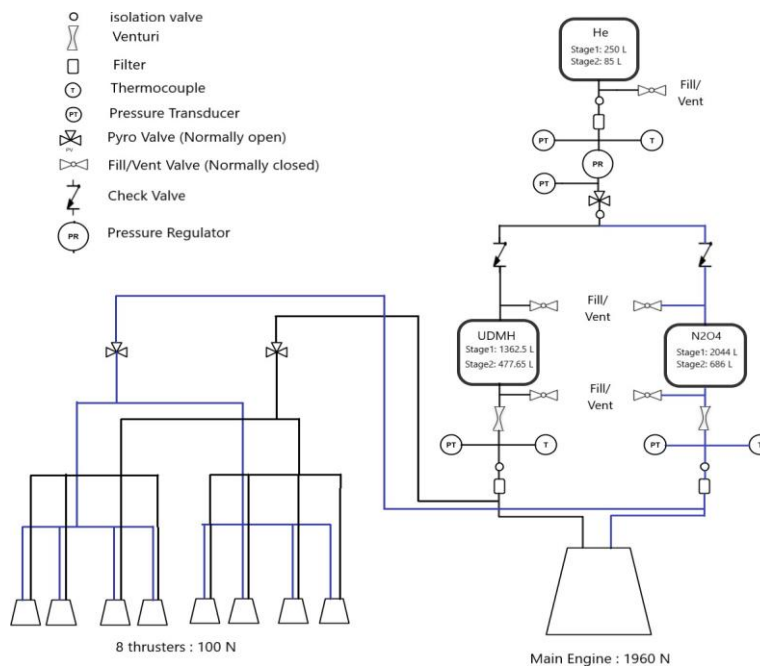 isolation valve
Venturi
Filter
T
Thermocouple
PT
Pressure Transducer
PV
Pyro Valve (Normally open)
Fill/Vent Valve (Normally closed)
Check Valve
PR
Pressure Regulator
He
Stage1: 250 L
Stage2: 85 L
Fill/
Vent
PT
T
PR
PT
Fill/
Vent
UDMH
Stage1: 1362.5 L
Stage2: 477.65 L
N2O4
Stage1: 2044 L
Stage2: 686 L
Fill/
Vent
PT
T
PT
T
8 thrusters : 100 N
Main Engine : 1960 N